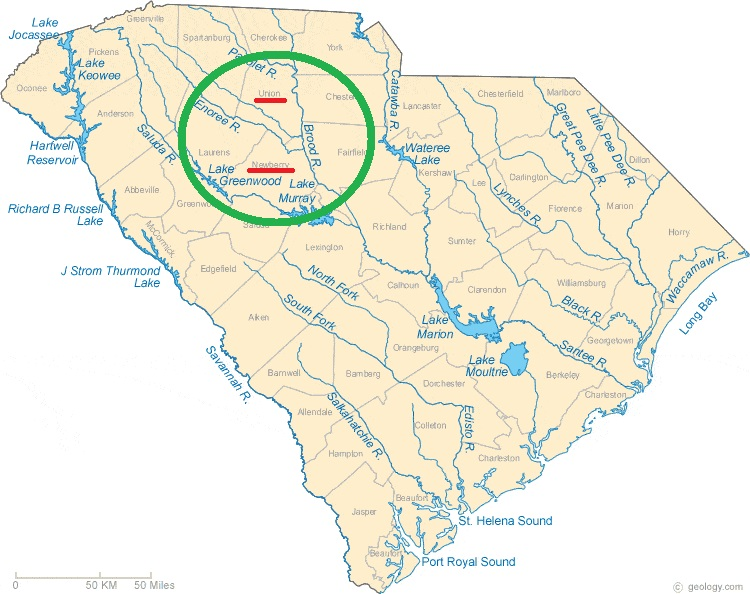 Lake
Jocassee
Greenville
Spartanburg
Cherokee
York
Pickens
Lake
Keowee
Oconee
Anderson
Pacolet R.
Union
Chester
Catawba R.
Lancaster
Chesterfield
Marlboro
Great Pee Dee R.
Little Pee Dee R.
Dillon
Enoree R.
Saluda R.
Hartwell
Reservoir
Laurens
Newberry
Brood R.
Fairfield
Wateree
Lake
Kershaw
Lee
Darlington
Lynches R.
Florence
Marion
Horry
Lake
Greenwood
Lake
Murray
Abbeville
Greenwood
Richard B Russell
Lake
McCormick
Saluda
Richland
Lexington
Sumter
J Strom Thurmond
Lake
Edgefield
North Fork
South Fork
Calhoun
Clarendon
Williamsburg
Waccamaw R.
Long Bay
Black R.
Georgetown
Aiken
Lake
Marion
Orangeburg
Lake
Moultrie
Santee R.
Berkeley
Savannah R.
Barnwell
Bamberg
Dorchester
Charleston
Allendale
Salkahatchie R.
Colleton
Edisto R.
Hampton
Charleston
Jasper
Beaufort
St. Helena Sound
Beaufort
Port Royal Sound
0 50 KM 50 Miles
© geology.com